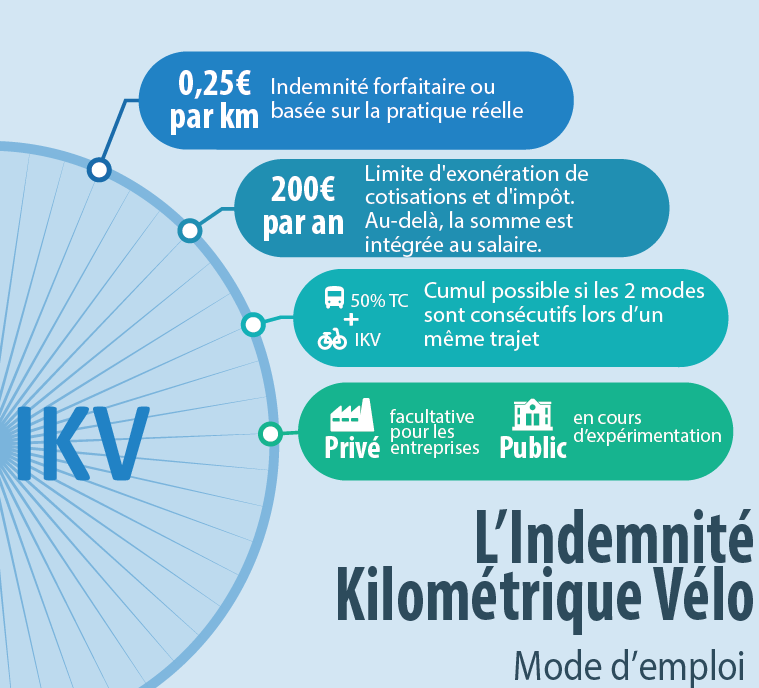 0,25€
par km
Indemnité forfaitaire ou
basée sur la pratique réelle
200€
par an
Limite d'exonération de
cotisations et d'impôt.
Au-delà, la somme est
intégrée au salaire.
50% TC
+
IKV
Cumul possible si les 2 modes
sont consécutifs lors d’un
même trajet
Privé
facultative
pour les
entreprises
Public
en cours
d’expérimentation
IKV
L’Indemnité
Kilométrique Vélo
Mode d’emploi